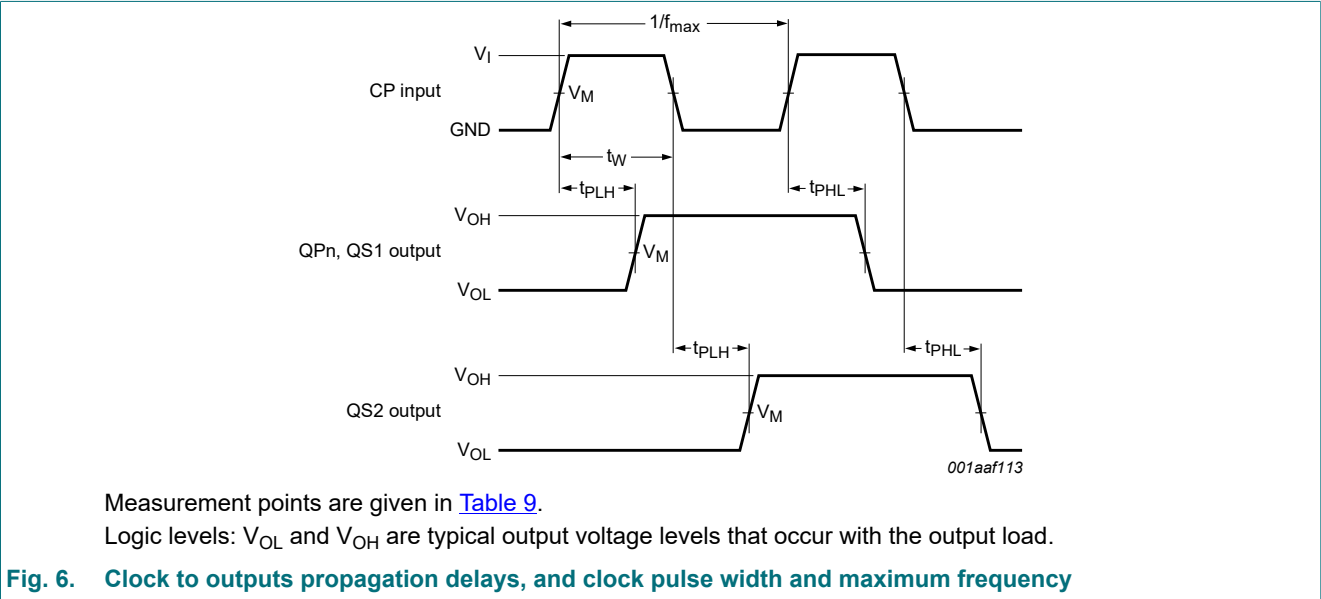 1/fmax
VI
CP input
VM
GND
tW
tPLH
tPHL
VOH
QPn, QS1 output
VM
VOL
tPLH
tPHL
VOH
QS2 output
VM
VOL
001aaf113
Measurement points are given in Table 9.
Logic levels: VOL and VOH are typical output voltage levels that occur with the output load.
Fig. 6. Clock to outputs propagation delays, and clock pulse width and maximum frequency